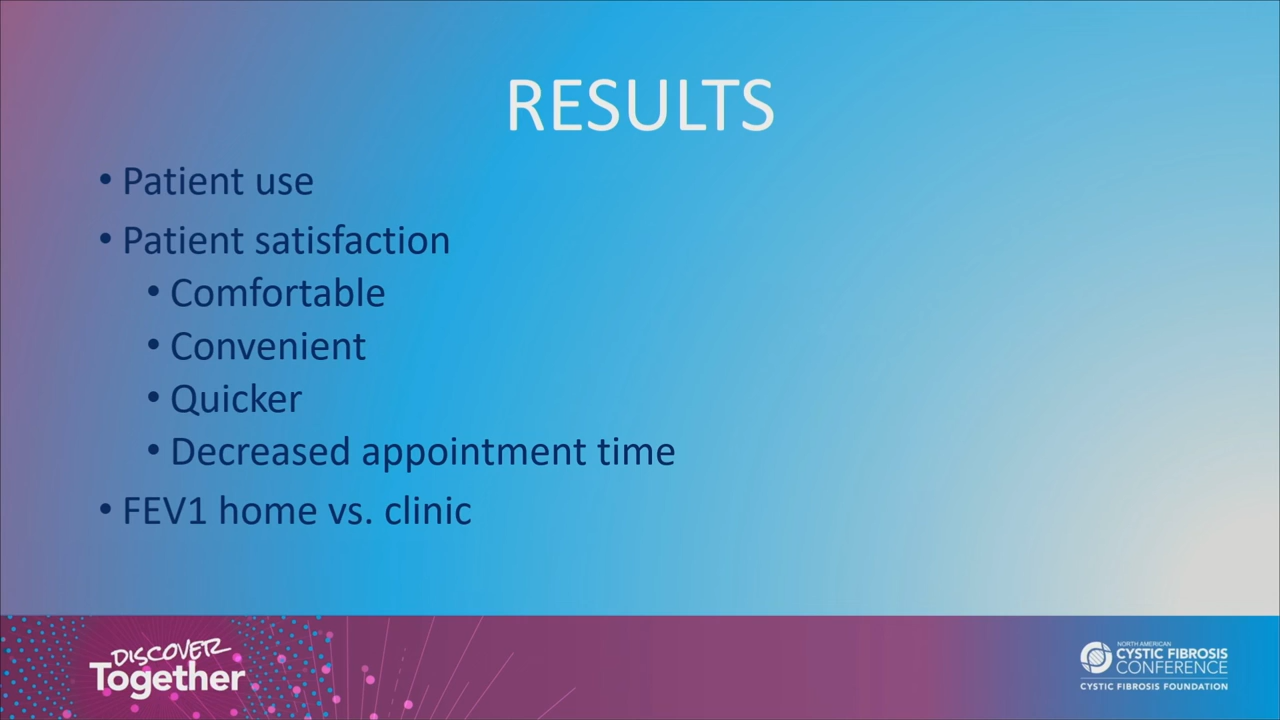 RESULTS
• Patient use
• Patient satisfaction
• Comfortable
• Convenient
• Quicker
• Decreased appointment time
• FEV1 home vs. clinic
DISCOVER
Together
NORTH AMERICAN
CYSTIC FIBROSIS
CONFERENCE
CYSTIC FIBROSIS FOUNDATION